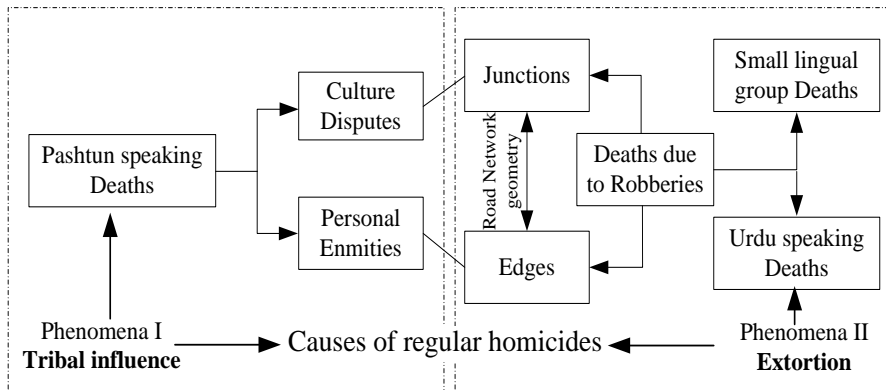 Pashtun speaking
Deaths
Culture
Disputes
Personal
Enmities
Junctions
Road Network
geometry
Edges
Deaths due
to Robberies
Small lingual
group Deaths
Urdu speaking
Deaths
Phenomena I
Tribal influence
Causes of regular homicides
Phenomena II
Extortion